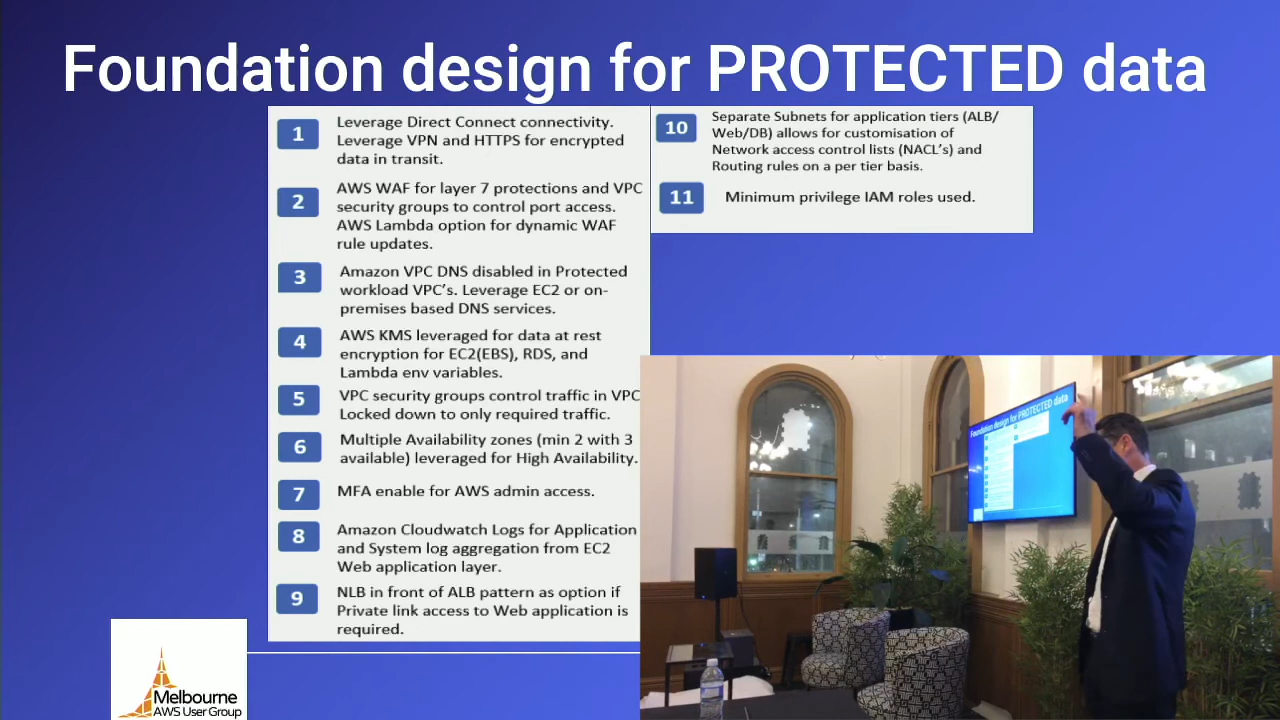 Foundation design for PROTECTED data
1
Leverage Direct Connect connectivity.
Leverage VPN and HTTPS for encrypted
data in transit.
2
AWS WAF for layer 7 protections and VPC
security groups to control port access.
AWS Lambda option for dynamic WAF
rule updates.
3
Amazon VPC DNS disabled in Protected
workload VPC's. Leverage EC2 or on-
premises based DNS services.
4
AWS KMS leveraged for data at rest
encryption for EC2(EBS), RDS, and
Lambda env variables.
5
VPC security groups control traffic in VPC
Locked down to only required traffic.
6
Multiple Availability zones (min 2 with 3
available) leveraged for High Availability.
7
MFA enable for AWS admin access.
8
Amazon Cloudwatch Logs for Application
and System log aggregation from EC2
Web application layer.
9
NLB in front of ALB pattern as option if
Private link access to Web application is
required.
10
Separate Subnets for application tiers (ALB/
Web/DB) allows for customisation of
Network access control lists (NACL's) and
Routing rules on a per tier basis.
11
Minimum privilege IAM roles used.
Foundation design for PROTECTED data
Melbourne
AWS User Group